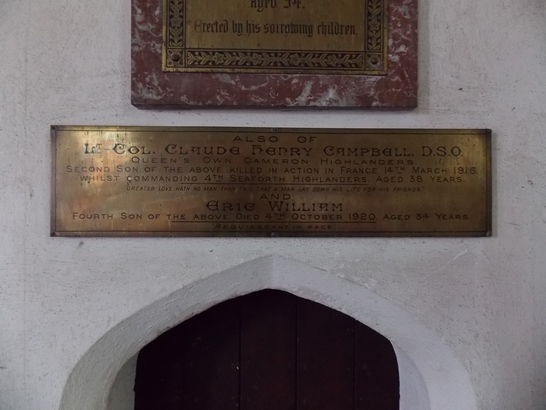 aged 54.
Erected by his sorrowing children
ALSO OF
LT. COL. CLAUDE HENRY CAMPBELL, D.S.O.
QUEEN'S OWN CAMERON HIGHLANDERS.
SECOND SON OF THE ABOVE KILLED IN ACTION IN FRANCE 14TH MARCH 1916
WHILST COMMANDING 4TH SEAFORTH HIGHLANDERS. AGED 38 YEARS.
"GREATER LOVE HATH NO MAN THAN THIS, THAT A MAN LAY DOWN HIS LIFE FOR HIS FRIENDS."
AND
ERIC WILLIAM
FOURTH SON OF THE ABOVE. DIED 4TH OCTOBER 1920. AGED 34 YEARS.
REQUIESCANT IN PACE